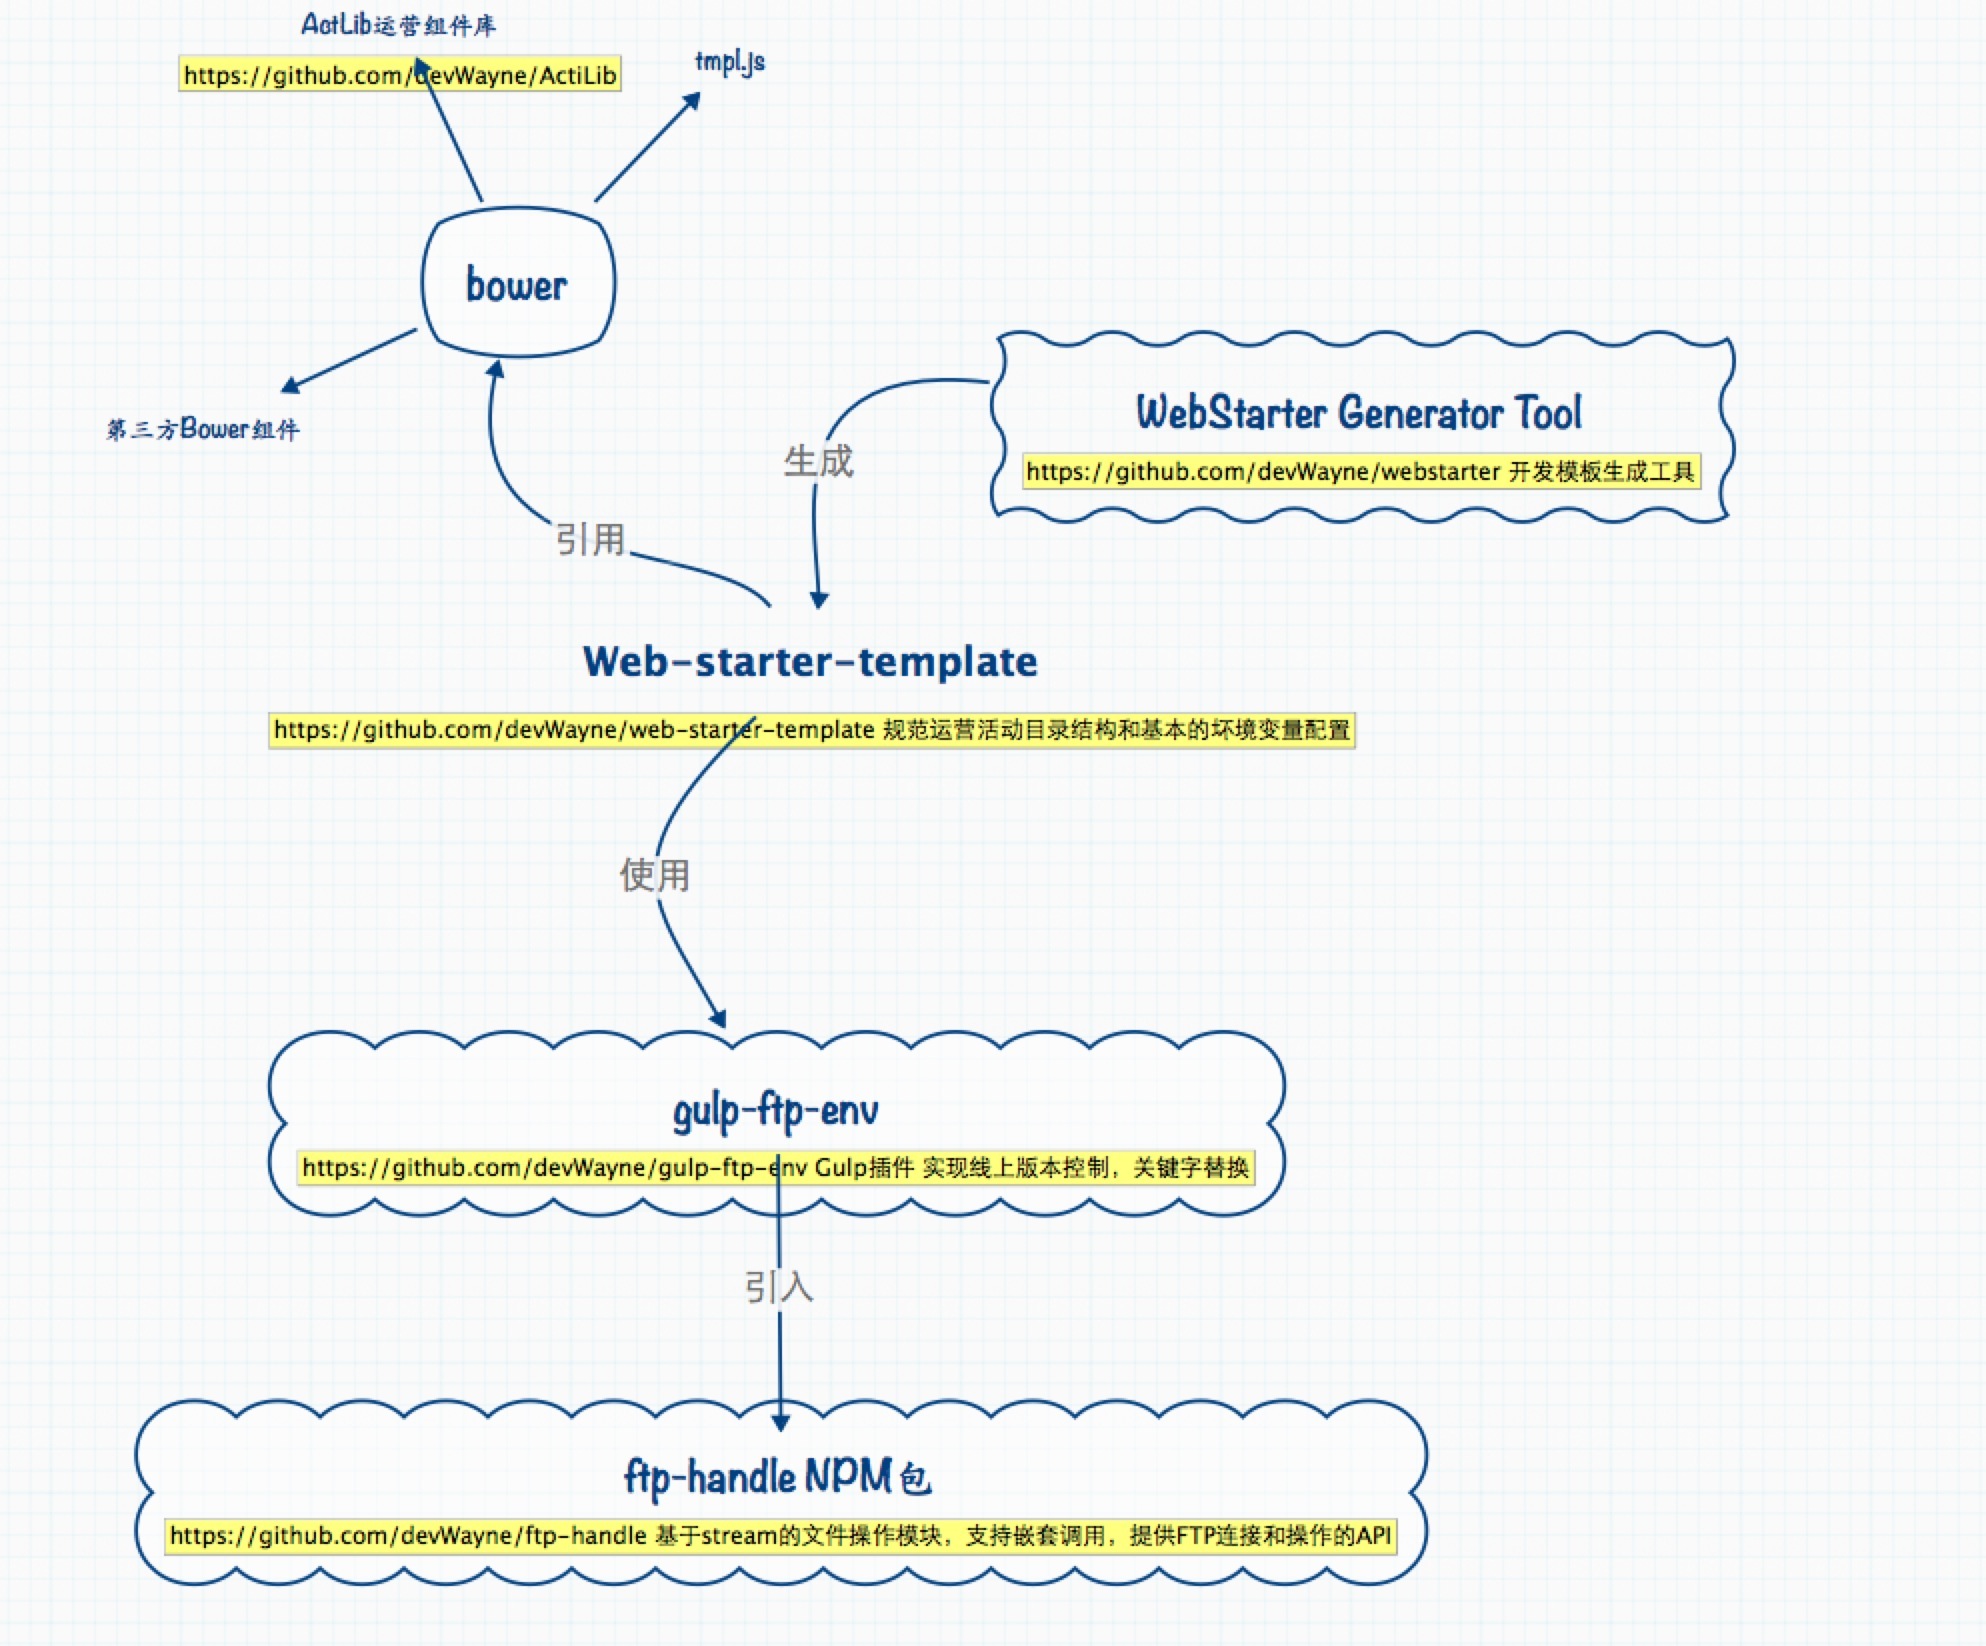 ActLib运营组件库
https://github.com/devWayne/ActiLib
tmpl.js
bower
第三方Bower组件
WebStarter Generator Tool
https://github.com/devWayne/webstarter 开发模板生成工具
生成
引用
Web-starter-template
https://github.com/devWayne/web-starter-template 规范运营活动目录结构和基本的坏境变量配置
使用
gulp-ftp-env
https://github.com/devWayne/gulp-ftp-env Gulp插件 实现线上版本控制，关键字替换
引入
ftp-handle NPM包
https://github.com/devWayne/ftp-handle 基于stream的文件操作模块，支持嵌套调用，提供FTP连接和操作的API